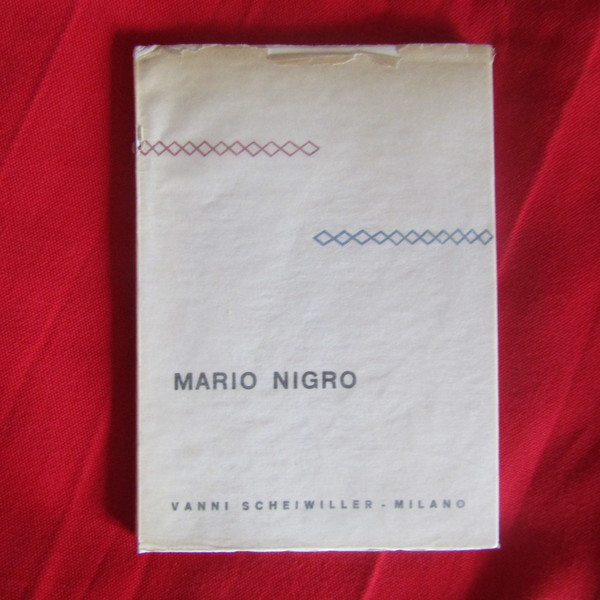 MARIO NIGRO
VANNI SCHEIWILLER - MILANO